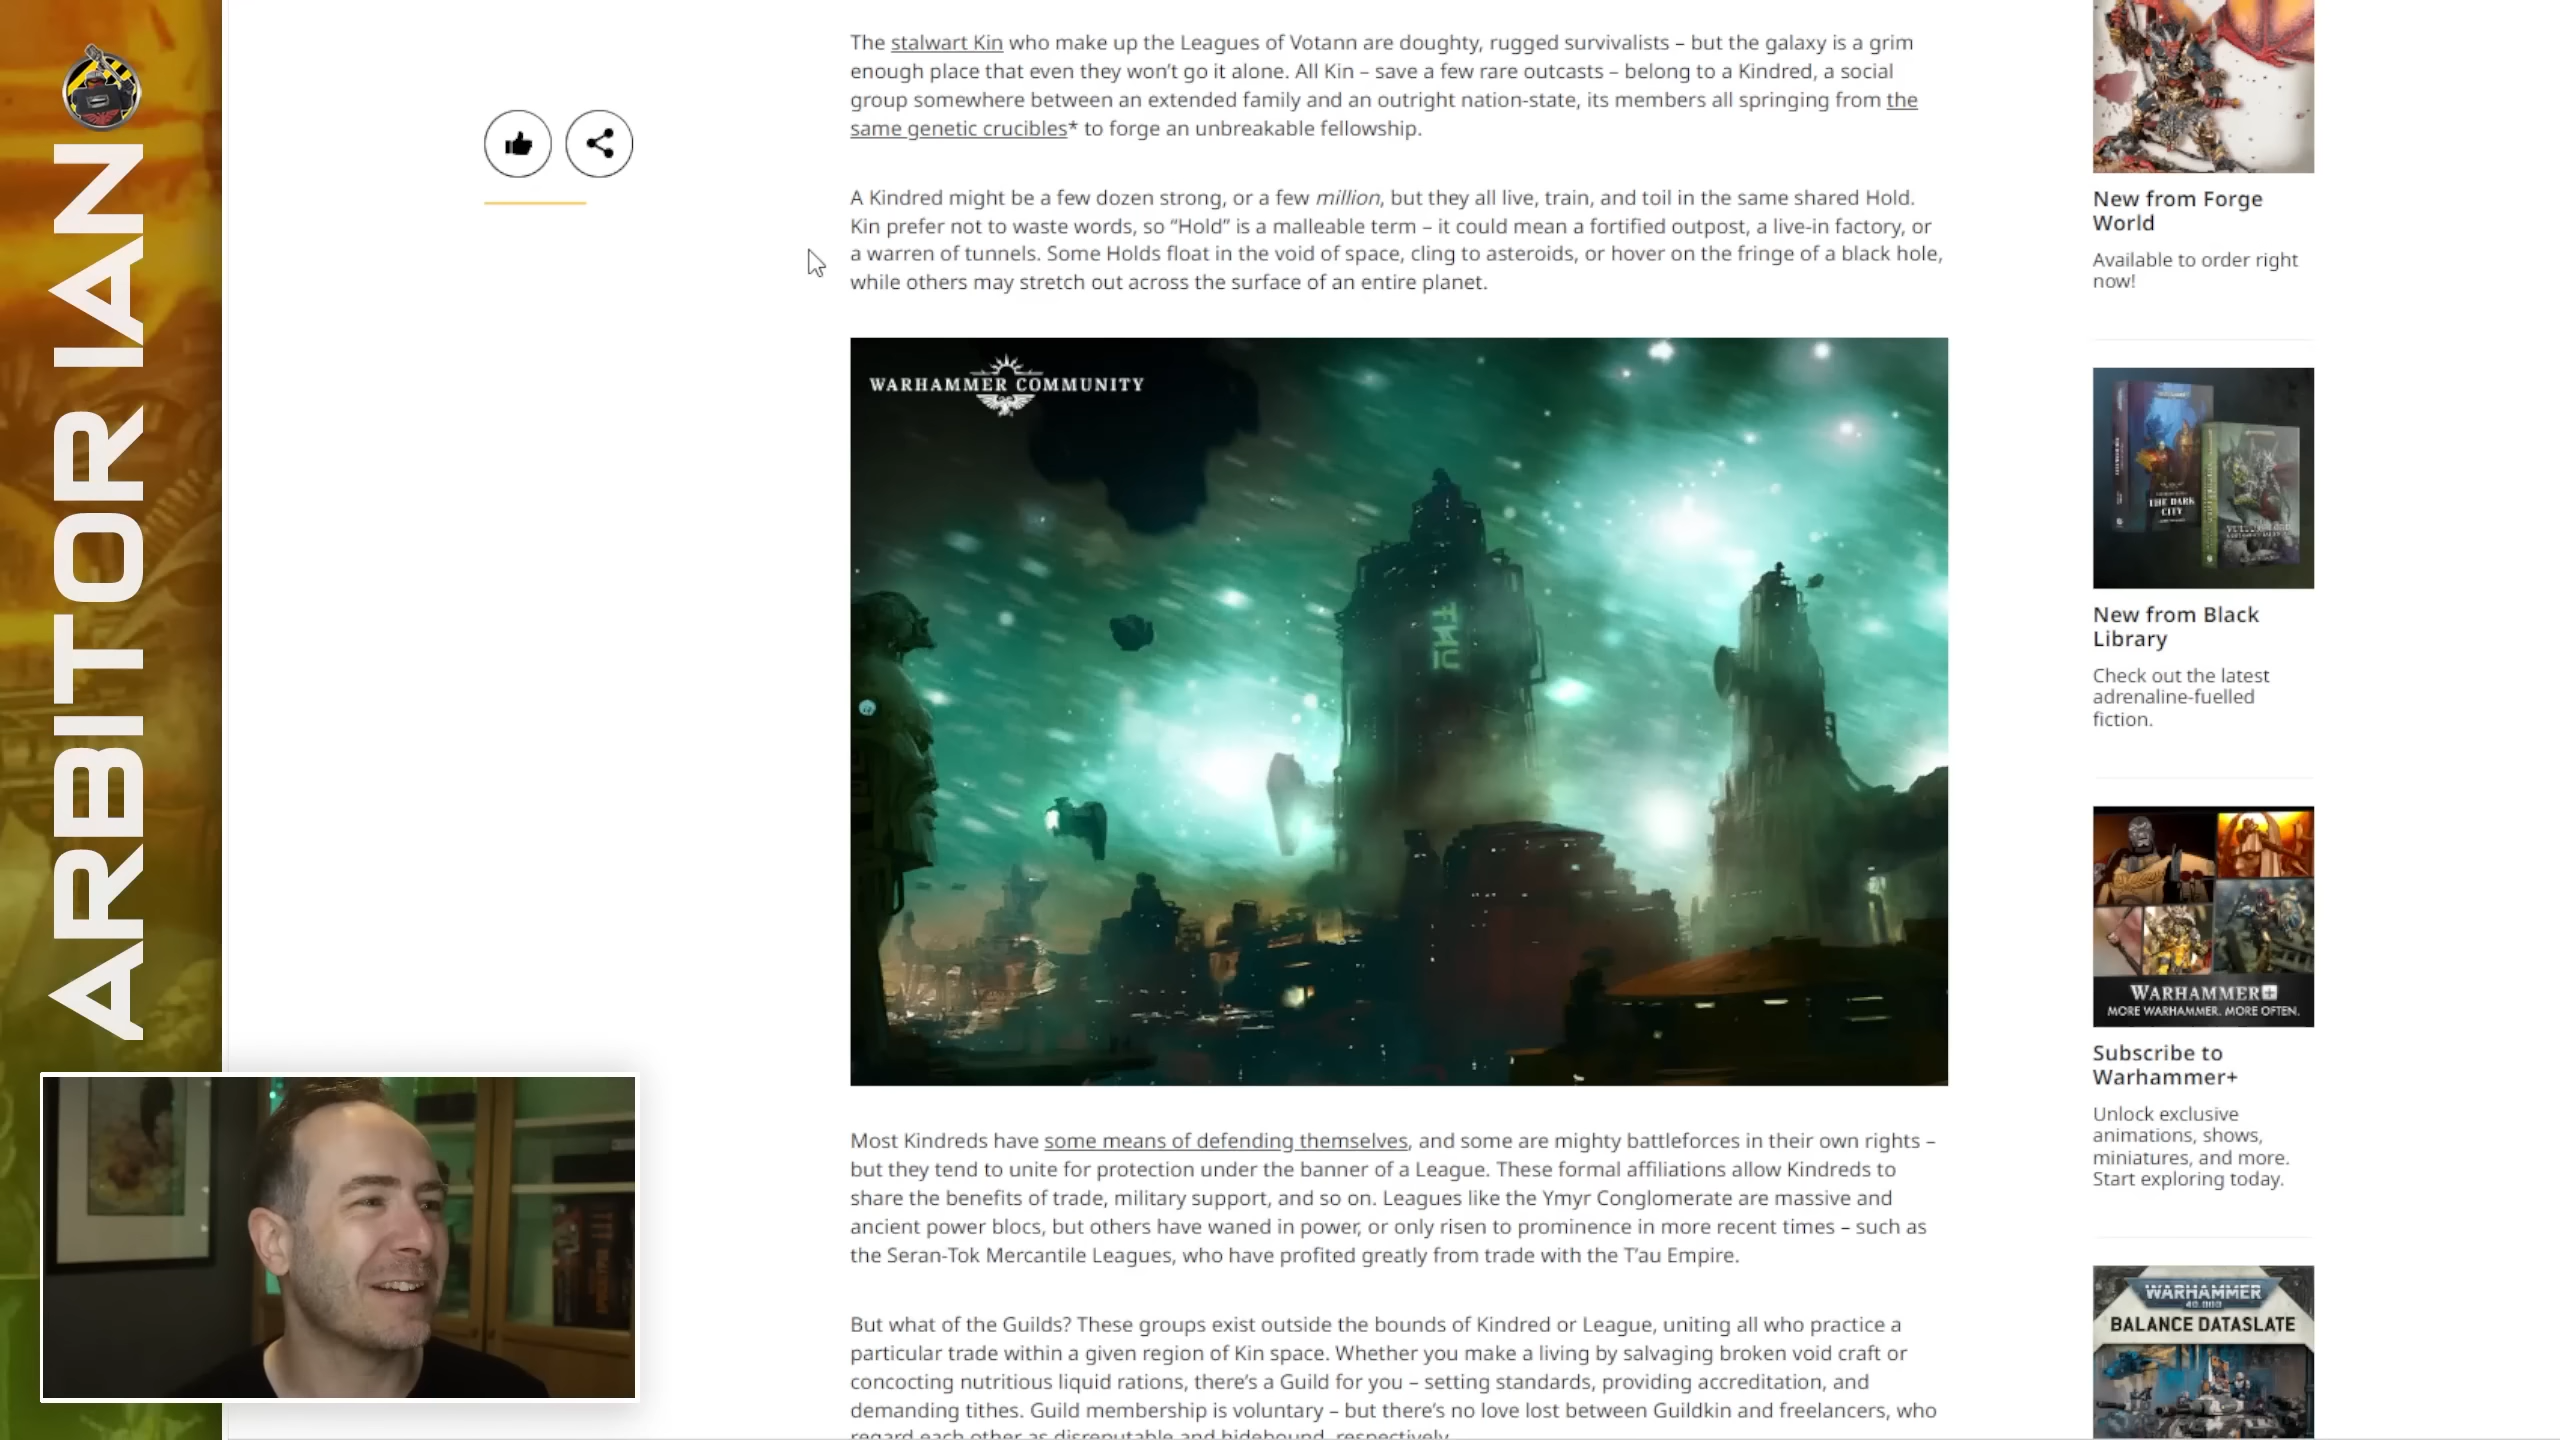 ARBITOR IAN
The stalwart Kin who make up the Leagues of Votann are doughty, rugged survivalists – but the galaxy is a grim
enough place that even they won’t go it alone. All Kin – save a few rare outcasts – belong to a Kindred, a social
group somewhere between an extended family and an outright nation-state, its members all springing from the
same genetic crucibles* to forge an unbreakable fellowship.
A Kindred might be a few dozen strong, or a few million, but they all live, train, and toil in the same shared Hold.
Kin prefer not to waste words, so “Hold” is a malleable term – it could mean a fortified outpost, a live-in factory, or
a warren of tunnels. Some Holds float in the void of space, cling to asteroids, or hover on the fringe of a black hole,
while others may stretch out across the surface of an entire planet.
WARHAMMER COMMUNITY
Most Kindreds have some means of defending themselves, and some are mighty battleforces in their own rights –
but they tend to unite for protection under the banner of a League. These formal affiliations allow Kindreds to
share the benefits of trade, military support, and so on. Leagues like the Ymyr Conglomerate are massive and
ancient power blocs, but others have waned in power, or only risen to prominence in more recent times – such as
the Seran-Tok Mercantile Leagues, who have profited greatly from trade with the T’au Empire.
But what of the Guilds? These groups exist outside the bounds of Kindred or League, uniting all who practice a
particular trade within a given region of Kin space. Whether you make a living by salvaging broken void craft or
concocting nutritious liquid rations, there’s a Guild for you – setting standards, providing accreditation, and
demanding tithes. Guild membership is voluntary – but there’s no love lost between Guildkin and freelancers, who
regard each other as disreputable and hidebound, respectively.
New from Forge
World
Available to order right
now!
THE DARK
CITY
New from Black
Library
Check out the latest
adrenaline-fuelled
fiction.
WARHAMMER+
MORE WARHAMMER. MORE OFTEN.
Subscribe to
Warhammer+
Unlock exclusive
animations, shows,
miniatures, and more.
Start exploring today.
WARHAMMER
40,000
BALANCE DATASLATE